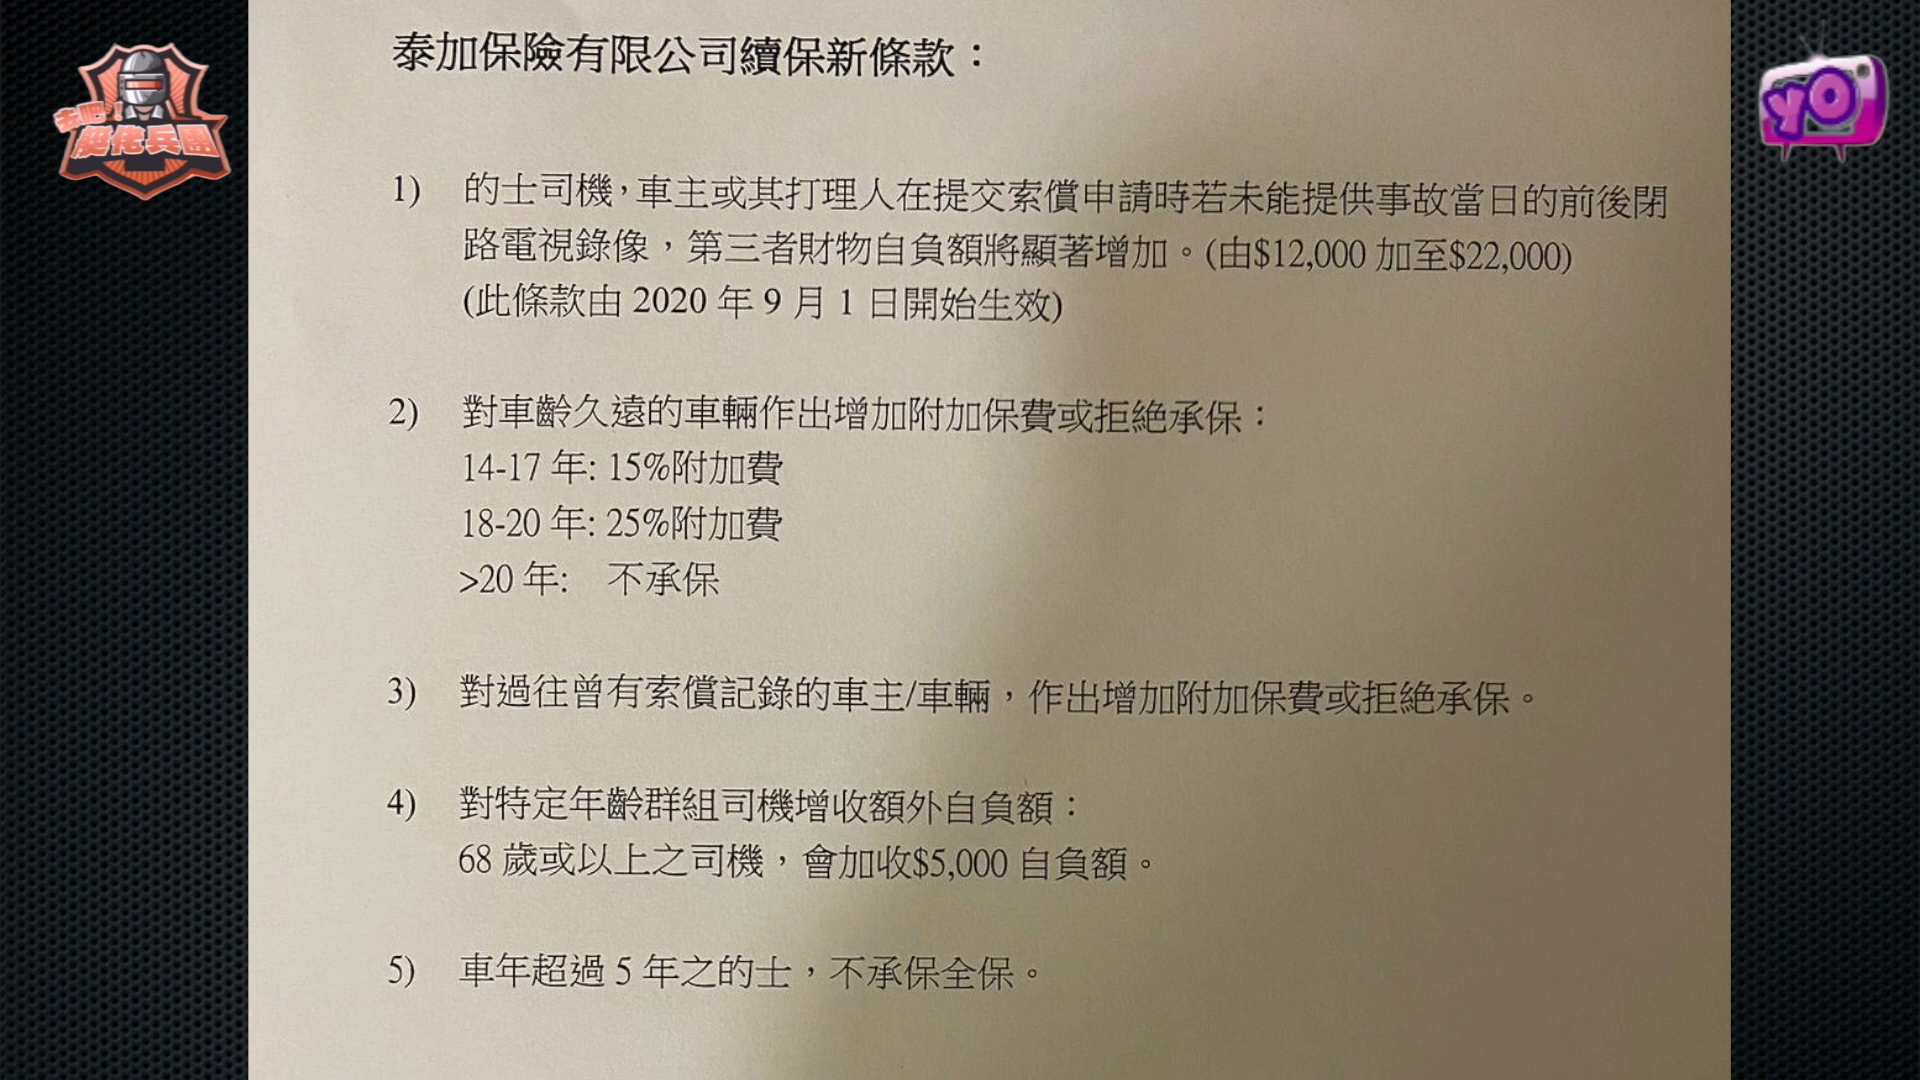 泰加保險有限公司續保新條款：
1) 的士司機，車主或其打理人在提交索償申請時若未能提供事故當日的前後閉
路電視錄像，第三者財物自負額將顯著增加。(由$12,000 加至$22,000)
(此條款由 2020 年 9 月 1 日開始生效)
2) 對車齡久遠的車輛作出增加附加保費或拒絕承保：
14-17 年: 15%附加費
18-20 年: 25%附加費
>20 年: 不承保
3) 對過往曾有索償記錄的車主/車輛，作出增加附加保費或拒絕承保。
4) 對特定年齡群組司機增收額外自負額：
68 歲或以上之司機，會加收$5,000 自負額。
5) 車年超過 5 年之的士，不承保全保。
去吧!
艇佬兵團
yo